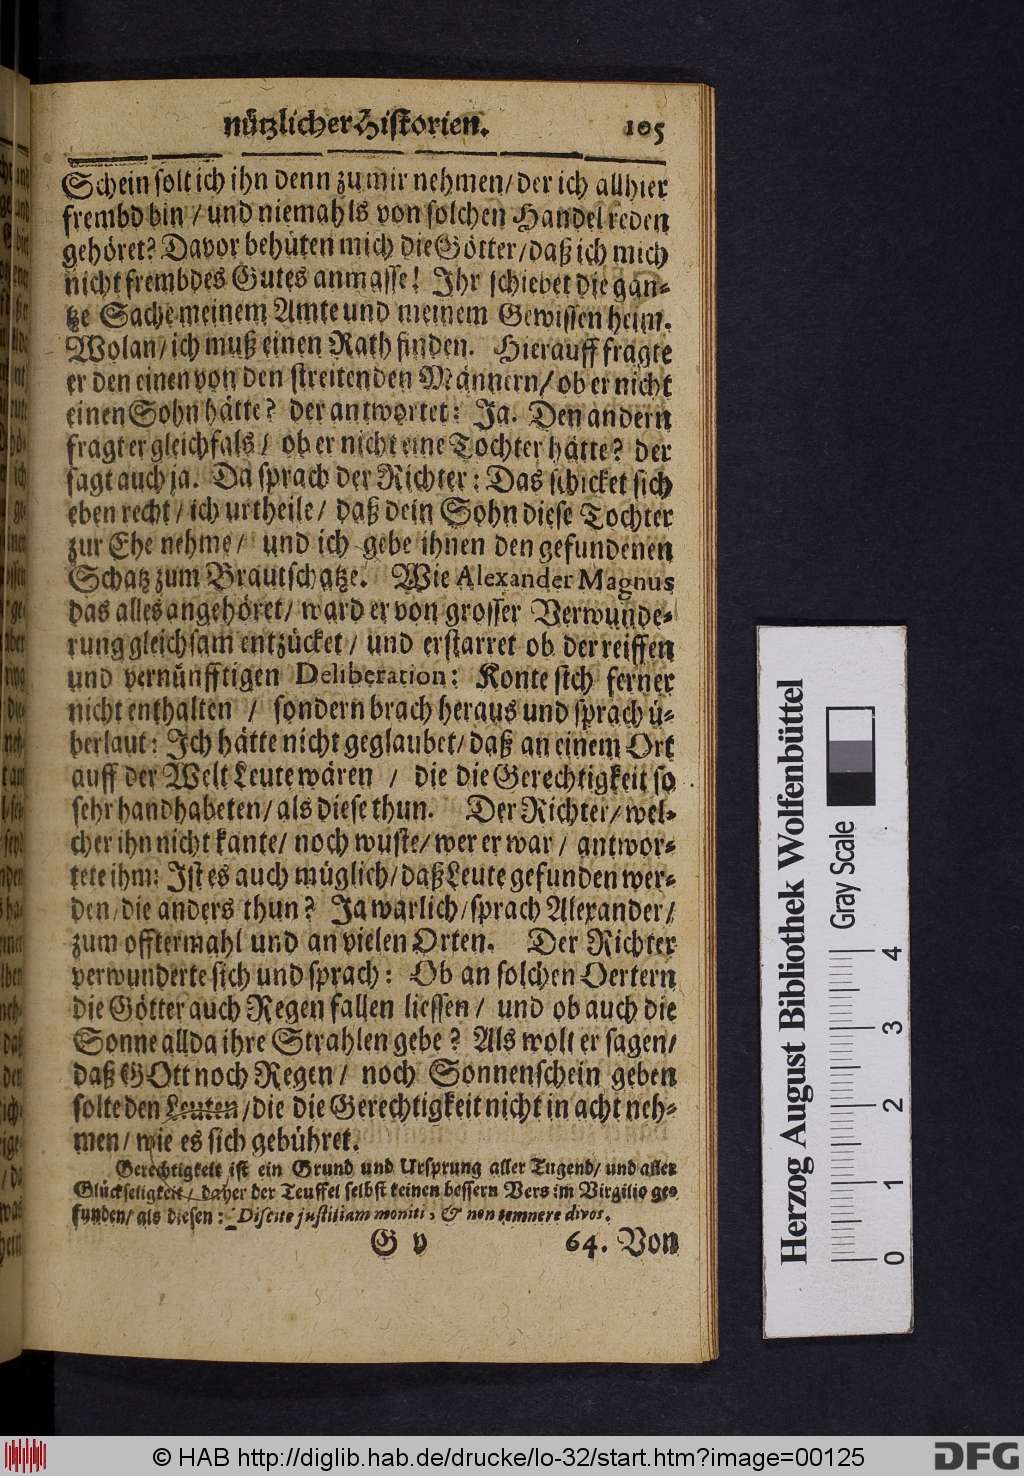 nützlicher Historien. 105
Schein solt ich ihn denn zu mir nehmen/ der ich allhier
frembd bin / und niemahls von solchen Handel reden
gehöret? Davor behüten mich die Götter/ daß ich mich
nicht frembdes Gutes anmasse! Ihr schiebet die gan-
tze Sache meinem Amte und meinem Gewissen heim.
Wolan/ ich muß einen Rath finden. Hierauff fragte
er den einen von den streitenden Männern/ ob er nicht
einen Sohn hätte? der antwortet: Ja. Den andern
fragt er gleichfals/ ob er nicht eine Tochter hätte? der
sagt auch ja. Da sprach der Richter: Das schicket sich
eben recht/ ich urtheile/ daß dein Sohn diese Tochter
zur Ehe nehme/ und ich gebe ihnen den gefundenen
Schatz zum Brautschatze. Wie Alexander Magnus
das alles angehöret/ ward er von grosser Verwunde-
rung gleichsam entzücket/ und erstarret ob der reiffen
und vernünfftigen Deliberation: Konte sich ferner
nicht enthalten / sondern brach heraus und sprach ü-
berlaut: Ich hätte nicht geglaubet/ daß an einem Ort
auff der Welt Leute wären / die die Gerechtigkeit so
sehr handhabeten/ als diese thun. Der Richter/ wel-
cher ihn nicht kante/ noch wuste/ wer er war/ antwor-
tete ihm: Ist es auch müglich/ daß Leute gefunden wer-
den/ die anders thun? Ja warlich/ sprach Alexander/
zum offtermahl und an vielen Orten. Der Richter
verwunderte sich und sprach: Ob an solchen Oertern
die Götter auch Regen fallen liessen/ und ob auch die
Sonne allda ihre Strahlen gebe? Als wolt er sagen/
daß GOtt noch Regen/ noch Sonnenschein geben
solte den Leuten/ die die Gerechtigkeit nicht in acht neh-
men/ wie es sich gebühret.
Gerechtigkeit ist ein Grund und Ursprung aller Tugend/ und aller
Glückseligkeit/ daher der Teuffel selbst keinen bessern Vers im Virgilio ge-
funden/ als diesen: Discite justitiam moniti, & non temnere divos.
G v 64. Von
Herzog August Bibliothek Wolfenbüttel
Gray Scale
0 1 2 3 4
© HAB http://diglib.hab.de/drucke/lo-32/start.htm?image=00125
DFG